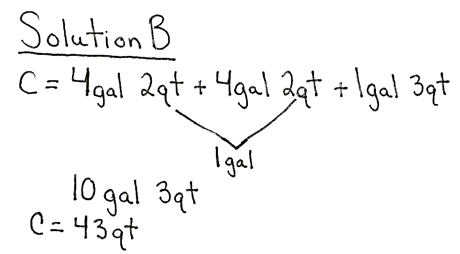 Solution B
C = 4gal 2qt + 4gal 2qt + 1gal 3qt
1gal
10 gal 3qt
C = 43qt